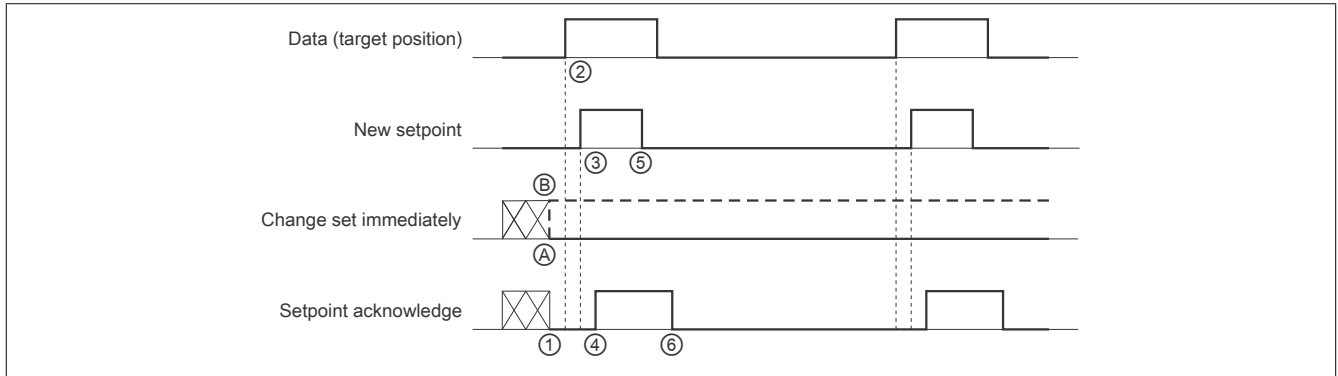 Data (target position)
②
New setpoint
③ ⑤
Ⓑ
Change set immediately
Ⓐ
Setpoint acknowledge
① ④ ⑥